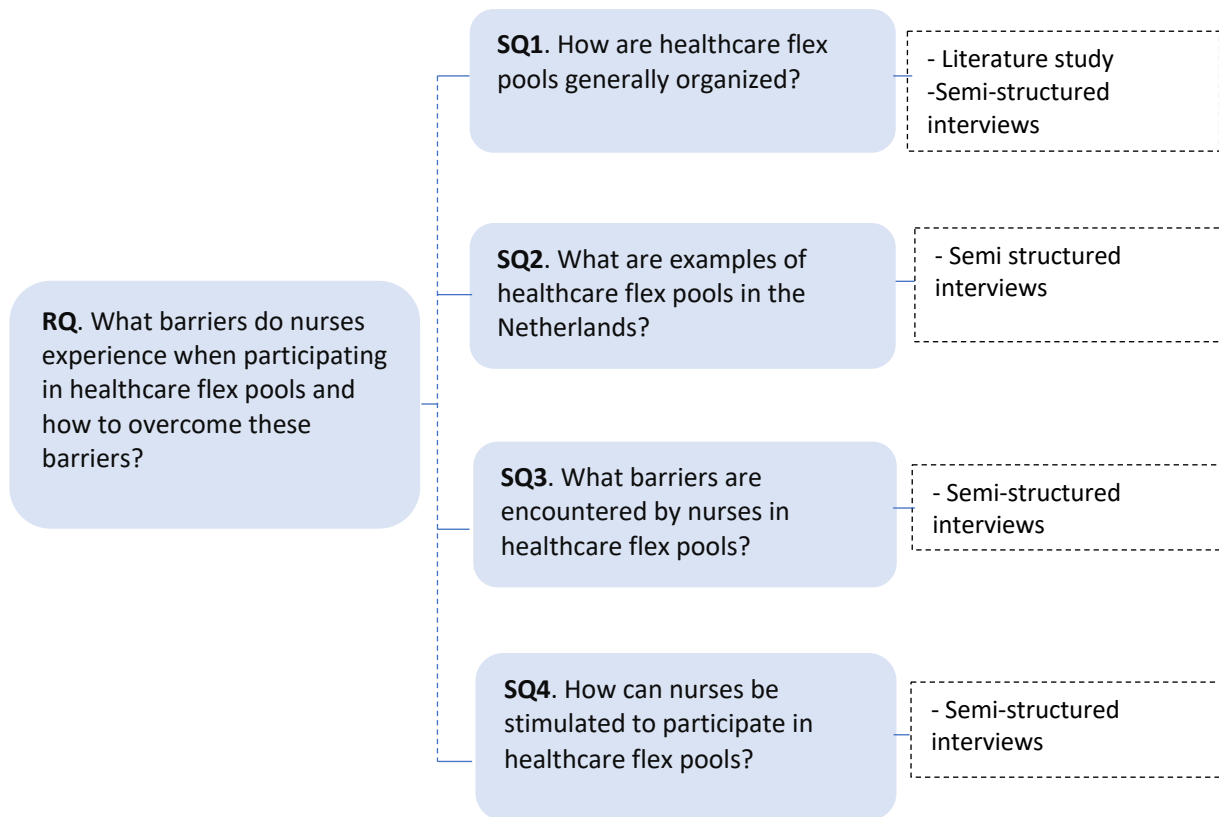 RQ. What barriers do nurses
experience when participating
in healthcare flex pools and
how to overcome these
barriers?
SQ1. How are healthcare flex
pools generally organized?
- Literature study
-Semi-structured
interviews
SQ2. What are examples of
healthcare flex pools in the
Netherlands?
- Semi structured
interviews
SQ3. What barriers are
encountered by nurses in
healthcare flex pools?
- Semi-structured
interviews
SQ4. How can nurses be
stimulated to participate in
healthcare flex pools?
- Semi-structured
interviews